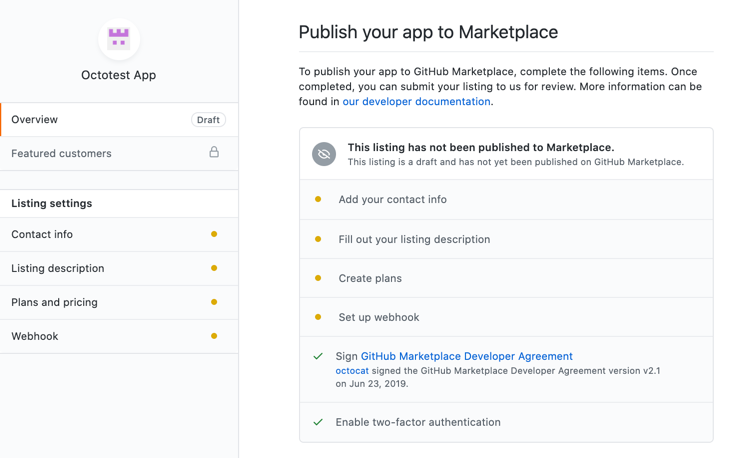 Octotest App
Overview
Draft
Featured customers
Listing settings
Contact info
Listing description
Plans and pricing
Webhook
Publish your app to Marketplace
To publish your app to GitHub Marketplace, complete the following items. Once
completed, you can submit your listing to us for review. More information can be
found in our developer documentation.
This listing has not been published to Marketplace.
This listing is a draft and has not yet been published on GitHub Marketplace.
Add your contact info
Fill out your listing description
Create plans
Set up webhook
Sign GitHub Marketplace Developer Agreement
octocat signed the GitHub Marketplace Developer Agreement version v2.1
on Jun 23, 2019.
Enable two-factor authentication